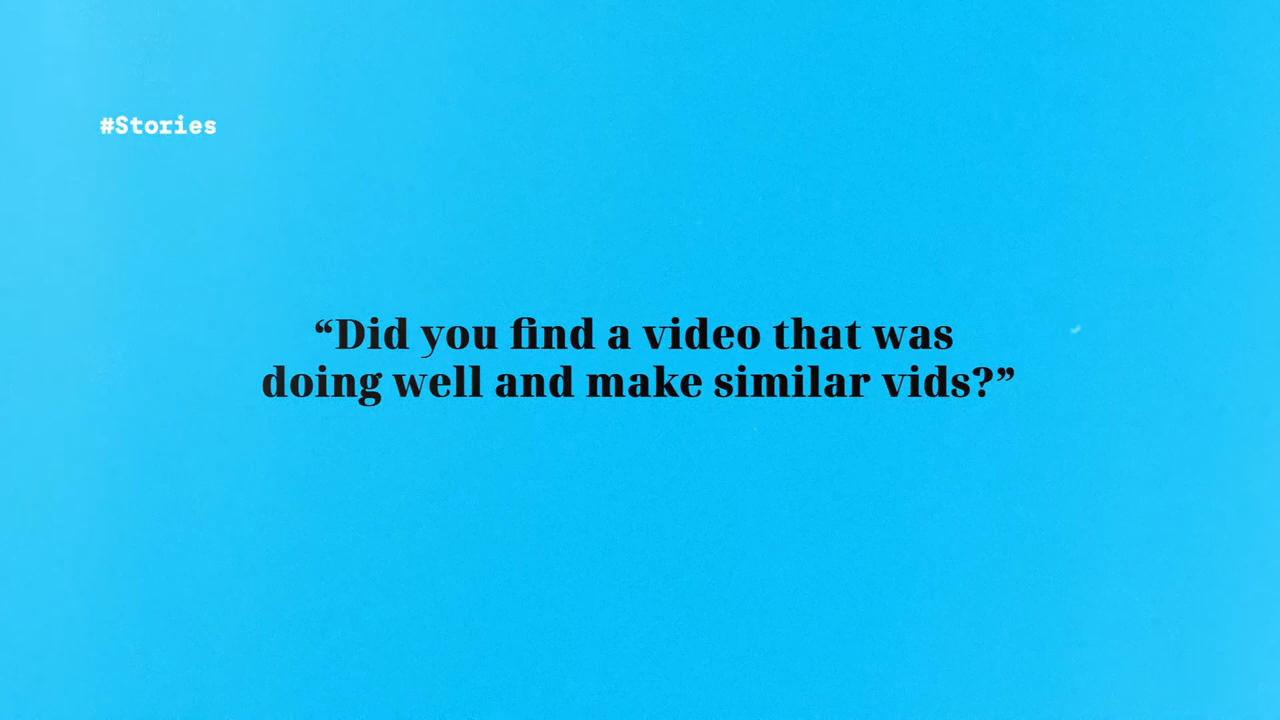 #Stories
“Did you find a video that was
doing well and make similar vids?”